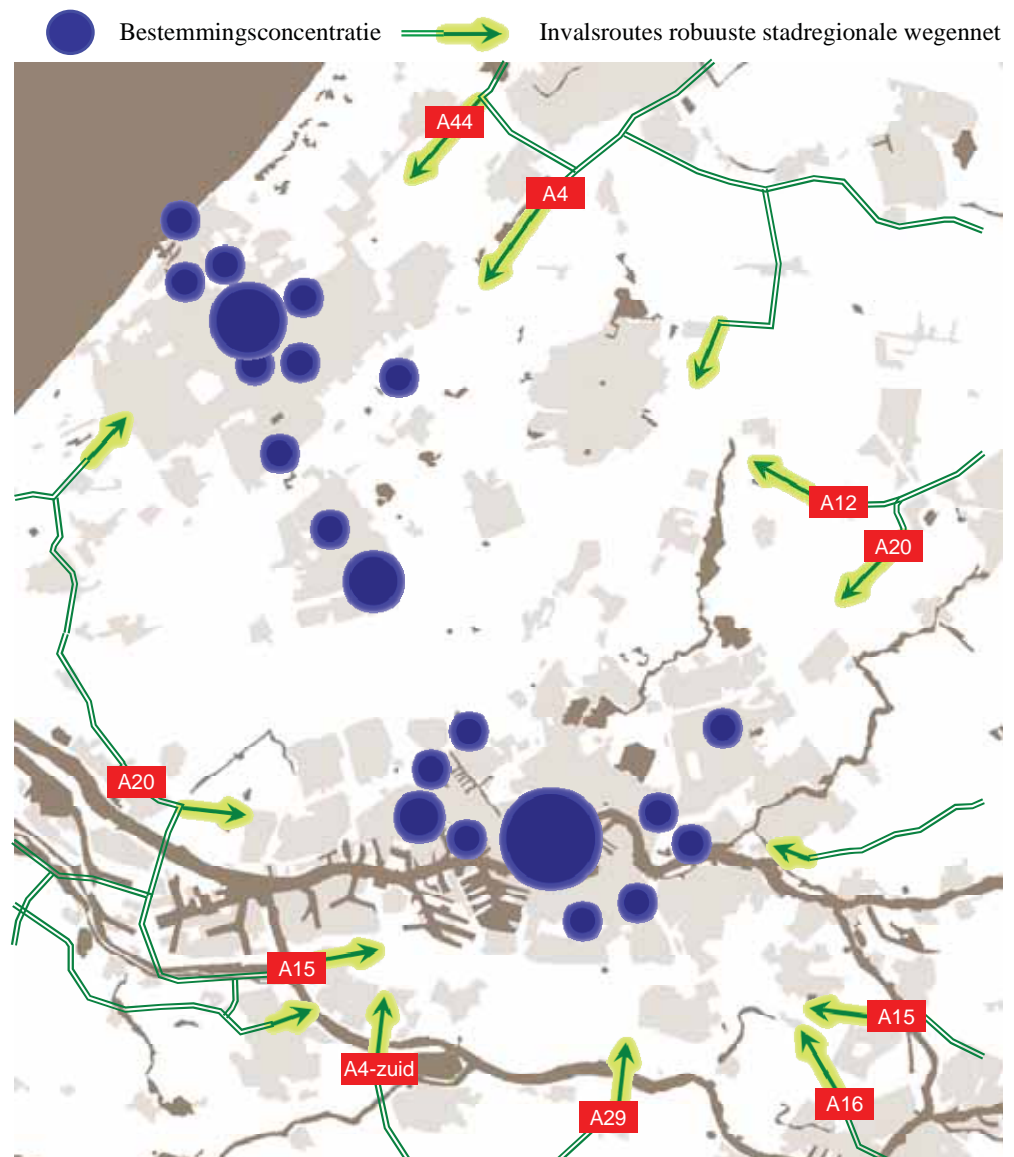 Bestemmingsconcentratie
Invalsroutes robuuste stadregionale wegennet
A44
A4
A12
A20
A20
A15
A15
A4-zuid
A16
A29